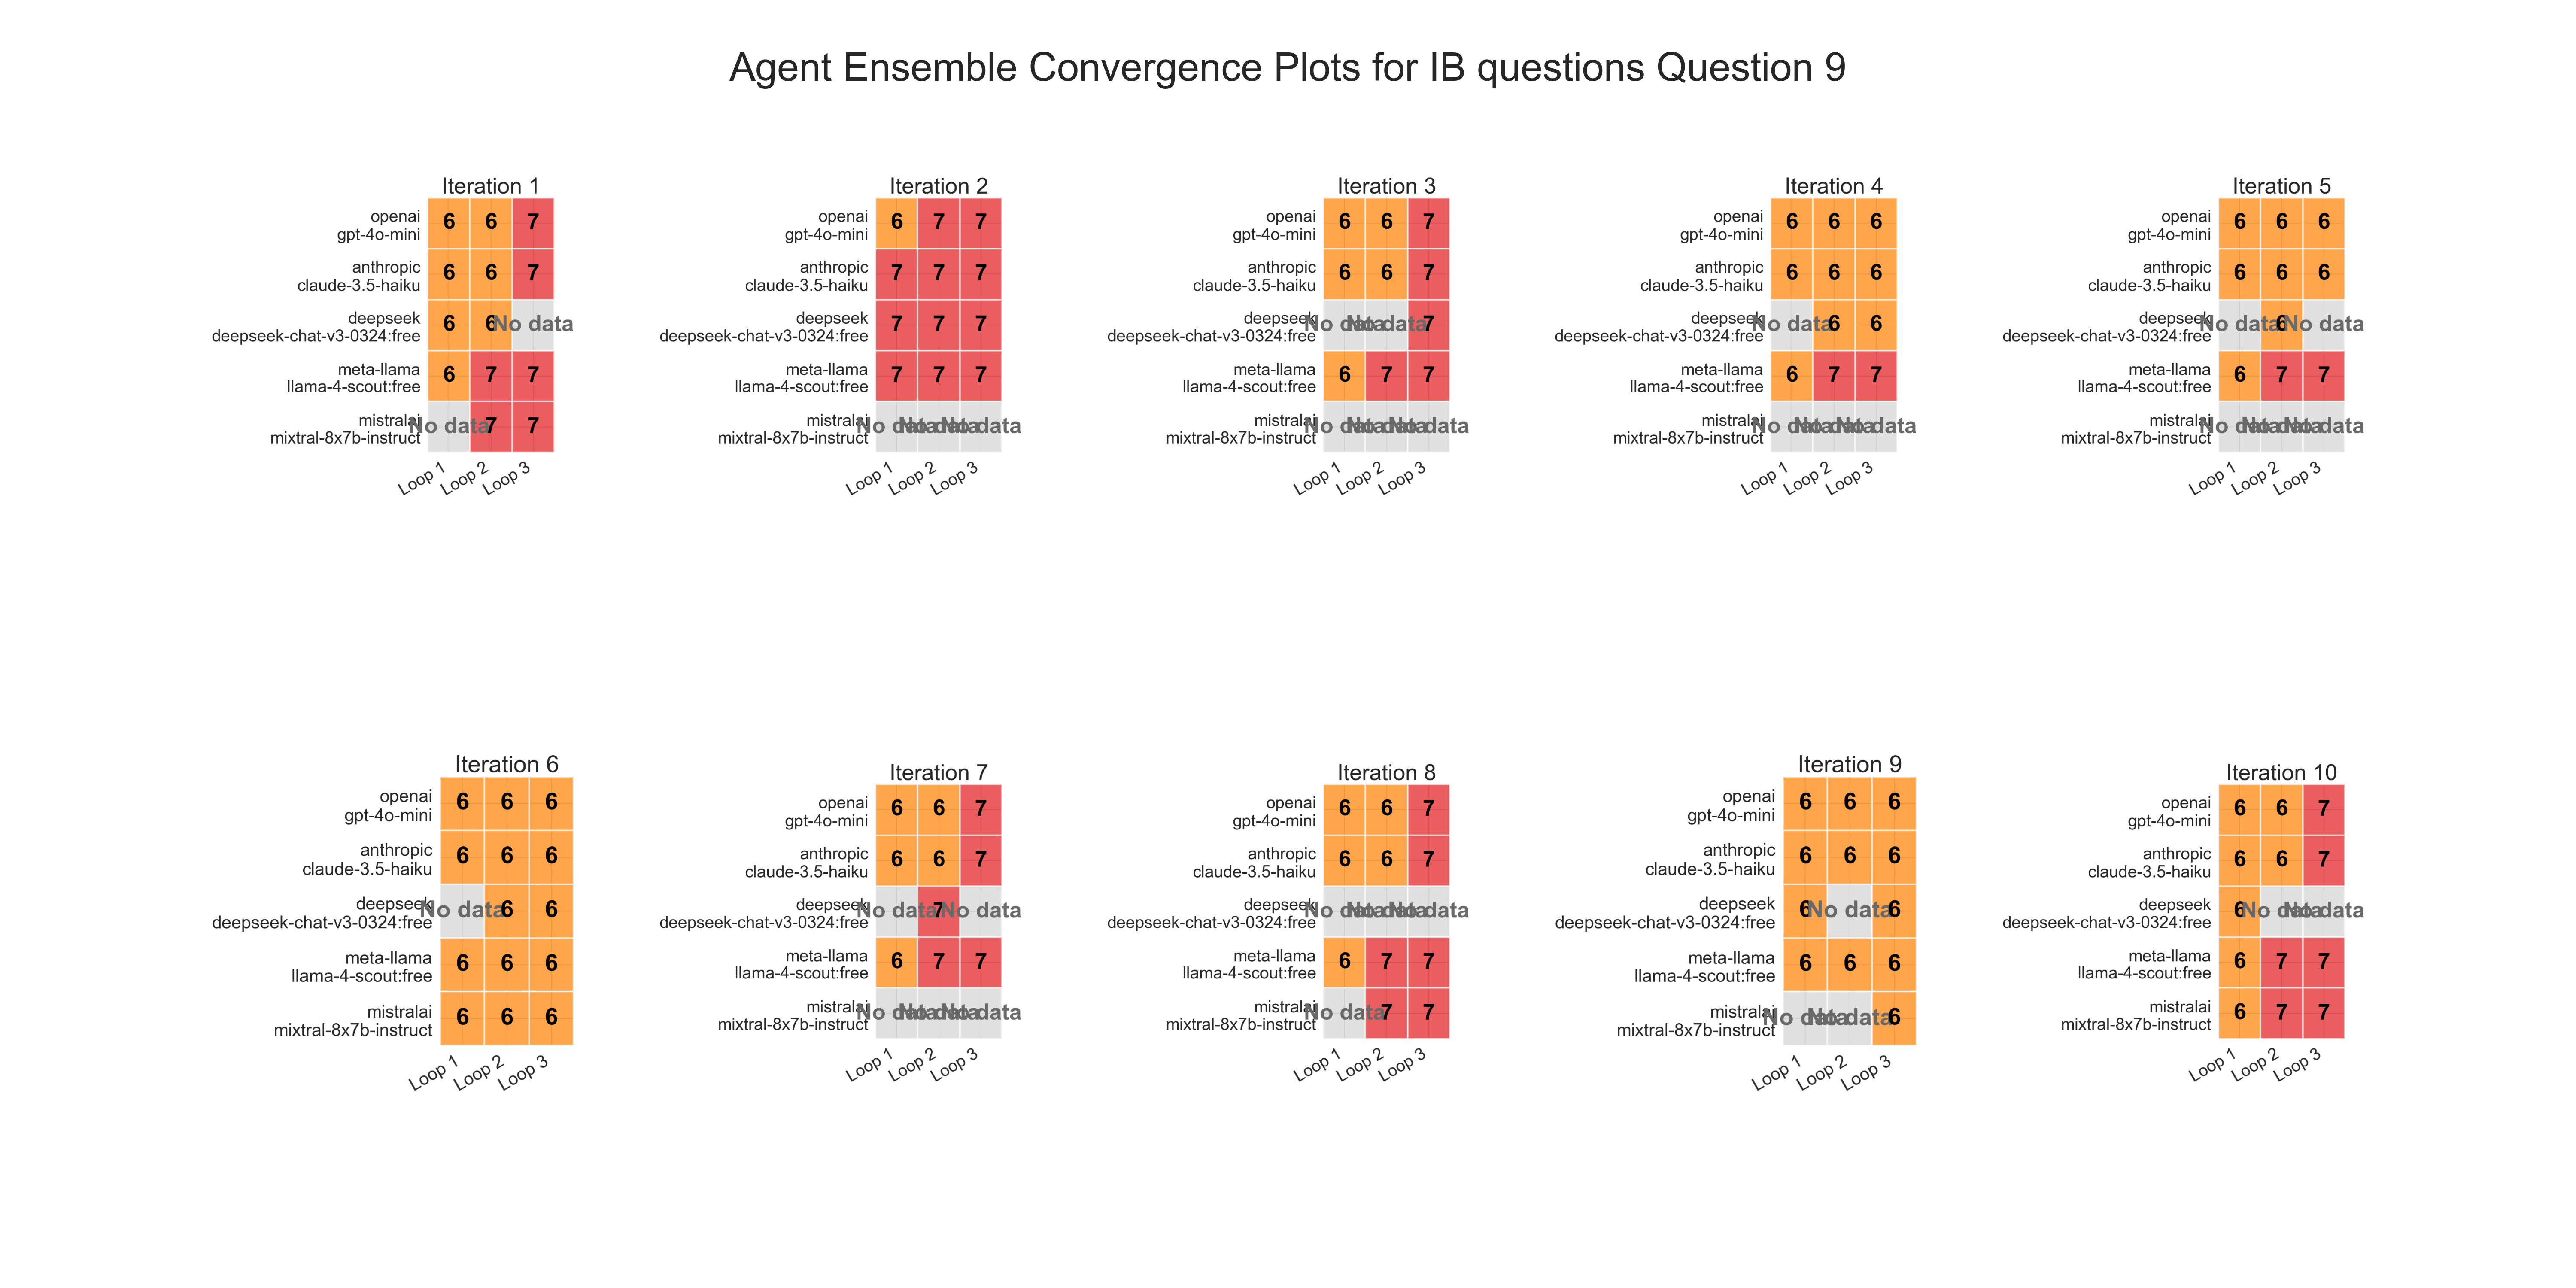 Agent Ensemble Convergence Plots for IB questions Question 9
Iteration 1
openai
gpt-4o-mini
6 6 7
anthropic
claude-3.5-haiku
6 6 7
deepseek
deepseek-chat-v3-0324:free
6 6 No data
meta-llama
llama-4-scout:free
6 7 7
mistralai
mixtral-8x7b-instruct
No data 7 7
Loop 1 Loop 2 Loop 3
Iteration 2
openai
gpt-4o-mini
6 7 7
anthropic
claude-3.5-haiku
7 7 7
deepseek
deepseek-chat-v3-0324:free
7 7 7
meta-llama
llama-4-scout:free
7 7 7
mistralai
mixtral-8x7b-instruct
No data No data No data
Loop 1 Loop 2 Loop 3
Iteration 3
openai
gpt-4o-mini
6 6 7
anthropic
claude-3.5-haiku
6 6 7
deepseek
deepseek-chat-v3-0324:free
No data No data 7
meta-llama
llama-4-scout:free
6 7 7
mistralai
mixtral-8x7b-instruct
No data No data No data
Loop 1 Loop 2 Loop 3
Iteration 4
openai
gpt-4o-mini
6 6 6
anthropic
claude-3.5-haiku
6 6 6
deepseek
deepseek-chat-v3-0324:free
No data 6 6
meta-llama
llama-4-scout:free
6 7 7
mistralai
mixtral-8x7b-instruct
No data No data No data
Loop 1 Loop 2 Loop 3
Iteration 5
openai
gpt-4o-mini
6 6 6
anthropic
claude-3.5-haiku
6 6 6
deepseek
deepseek-chat-v3-0324:free
No data 6 No data
meta-llama
llama-4-scout:free
6 7 7
mistralai
mixtral-8x7b-instruct
No data No data No data
Loop 1 Loop 2 Loop 3
Iteration 6
openai
gpt-4o-mini
6 6 6
anthropic
claude-3.5-haiku
6 6 6
deepseek
deepseek-chat-v3-0324:free
No data 6 6
meta-llama
llama-4-scout:free
6 6 6
mistralai
mixtral-8x7b-instruct
6 6 6
Loop 1 Loop 2 Loop 3
Iteration 7
openai
gpt-4o-mini
6 6 7
anthropic
claude-3.5-haiku
6 6 7
deepseek
deepseek-chat-v3-0324:free
No data 7 No data
meta-llama
llama-4-scout:free
6 7 7
mistralai
mixtral-8x7b-instruct
No data No data No data
Loop 1 Loop 2 Loop 3
Iteration 8
openai
gpt-4o-mini
6 6 7
anthropic
claude-3.5-haiku
6 6 7
deepseek
deepseek-chat-v3-0324:free
No data No data No data
meta-llama
llama-4-scout:free
6 7 7
mistralai
mixtral-8x7b-instruct
No data 7 7
Loop 1 Loop 2 Loop 3
Iteration 9
openai
gpt-4o-mini
6 6 6
anthropic
claude-3.5-haiku
6 6 6
deepseek
deepseek-chat-v3-0324:free
6 No data 6
meta-llama
llama-4-scout:free
6 6 6
mistralai
mixtral-8x7b-instruct
No data No data 6
Loop 1 Loop 2 Loop 3
Iteration 10
openai
gpt-4o-mini
6 6 7
anthropic
claude-3.5-haiku
6 6 7
deepseek
deepseek-chat-v3-0324:free
6 No data No data
meta-llama
llama-4-scout:free
6 7 7
mistralai
mixtral-8x7b-instruct
6 7 7
Loop 1 Loop 2 Loop 3